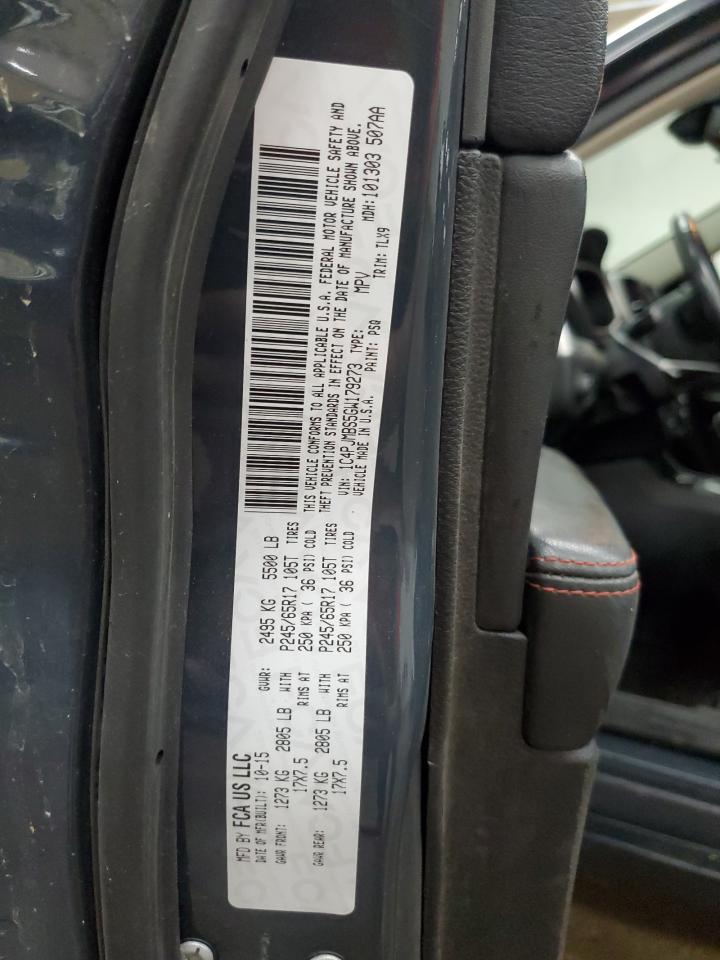 MFD BY FCA US LLC
DATE OF MFR(BUILT): 10-15 GVWR: 2495 KG 5500 LB
GAWR FRONT: 1273 KG 2805 LB WITH P245/65R17 105T TIRES
17X7.5 RIMS AT 250 KPA ( 36 PSI) COLD
GAWR REAR: 1273 KG 2805 LB WITH P245/65R17 105T TIRES
17X7.5 RIMS AT 250 KPA ( 36 PSI) COLD
THIS VEHICLE CONFORMS TO ALL APPLICABLE U.S.A. FEDERAL MOTOR VEHICLE SAFETY AND
THEFT PREVENTION STANDARDS IN EFFECT ON THE DATE OF MANUFACTURE SHOWN ABOVE.
VIN: 1C4PJMBS5GW179273 TYPE: MPV MDH: 101303 507AA
VEHICLE MADE IN U.S.A. PAINT: PSQ TRIM: TLX9